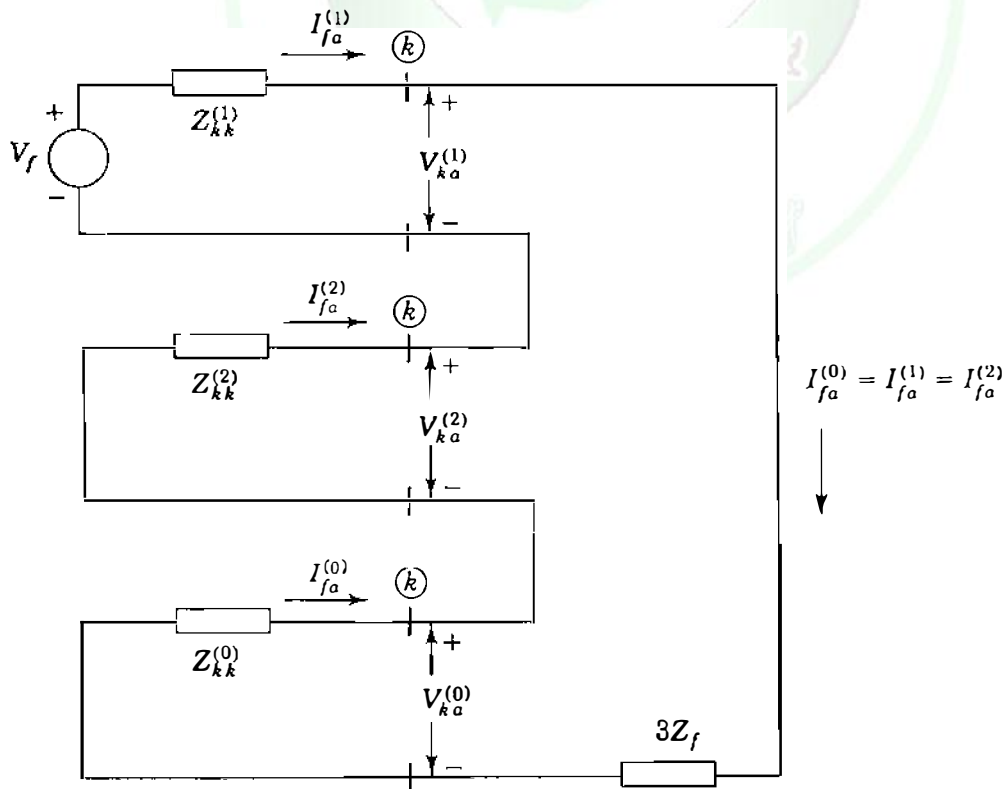 I_{fa}^{(1)}
k
Z_{kk}^{(1)}
+
V_f
−
+
V_{ka}^{(1)}
−
I_{fa}^{(2)}
k
Z_{kk}^{(2)}
+
V_{ka}^{(2)}
−
I_{fa}^{(0)} = I_{fa}^{(1)} = I_{fa}^{(2)}
I_{fa}^{(0)}
k
Z_{kk}^{(0)}
+
V_{ka}^{(0)}
−
3Z_f